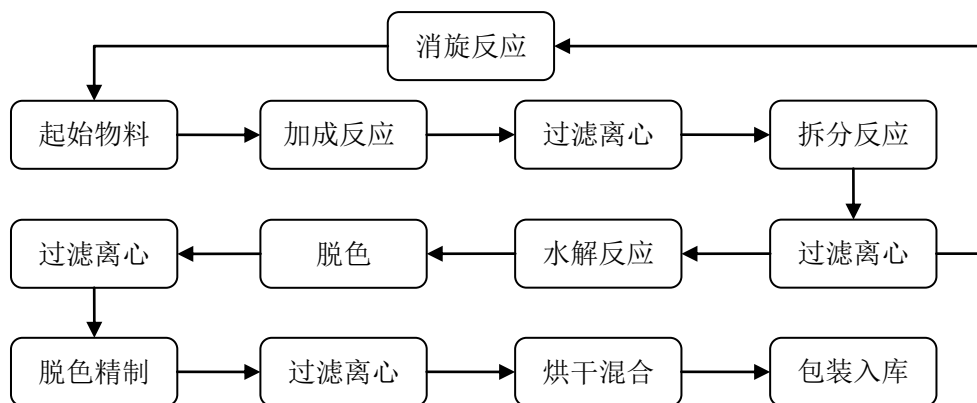 消旋反应
起始物料
加成反应
过滤离心
拆分反应
过滤离心
脱色
水解反应
过滤离心
脱色精制
过滤离心
烘干混合
包装入库